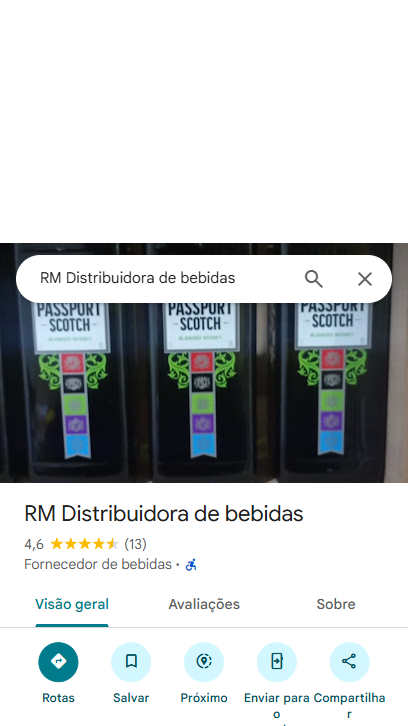 RM Distribuidora de bebidas
PASSPORT PASSPORT PASSPORT
SCOTCH SCOTCH SCOTCH
BLENDED WHISKY BLENDED WHISKY BLENDED WHISKY
RM Distribuidora de bebidas
4,6 (13)
Fornecedor de bebidas ·
Visão geral Avaliações Sobre
Rotas Salvar Próximo Enviar para Compartilha
o r